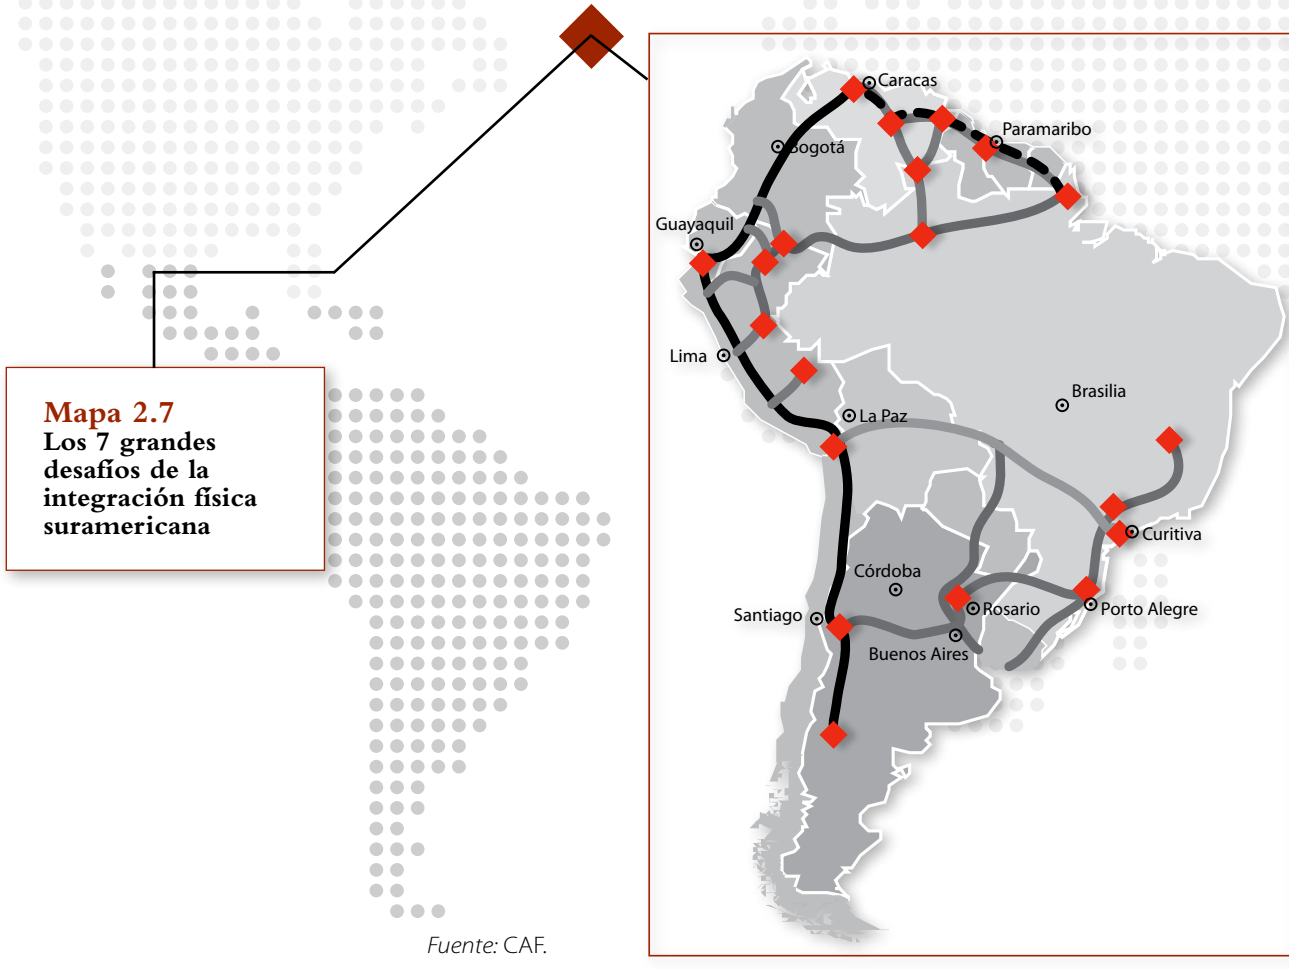 Mapa 2.7
Los 7 grandes
desafíos de la
integración física
suramericana
Caracas
Paramaribo
Bogotá
Guayaquil
Lima
La Paz
Brasilia
Curitiva
Córdoba
Santiago
Rosario
Porto Alegre
Buenos Aires
Fuente: CAF.